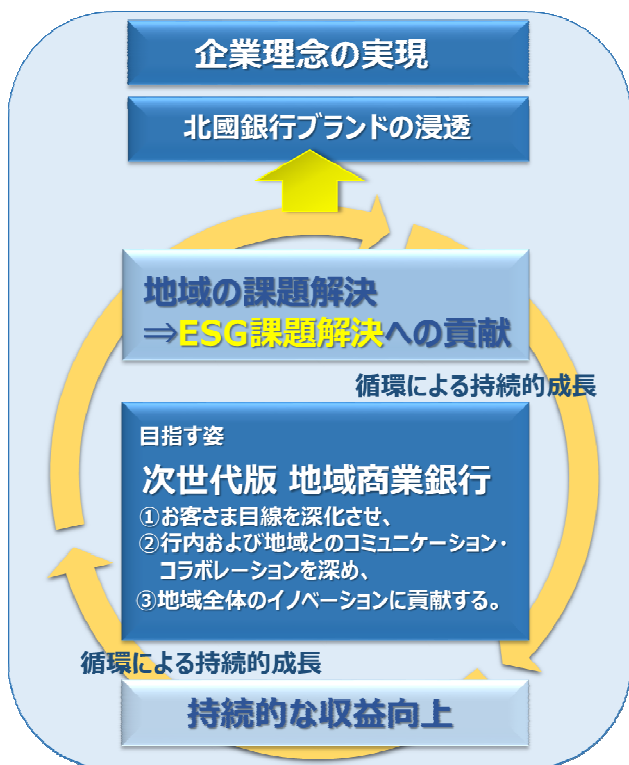 企業理念の実現
北國銀行ブランドの浸透
地域の課題解決
⇒ESG課題解決への貢献
循環による持続的成長
目指す姿
次世代版 地域商業銀行
①お客さま目線を深化させ、
②行内および地域とのコミュニケーション・
コラボレーションを深め、
③地域全体のイノベーションに貢献する。
循環による持続的成長
持続的な収益向上